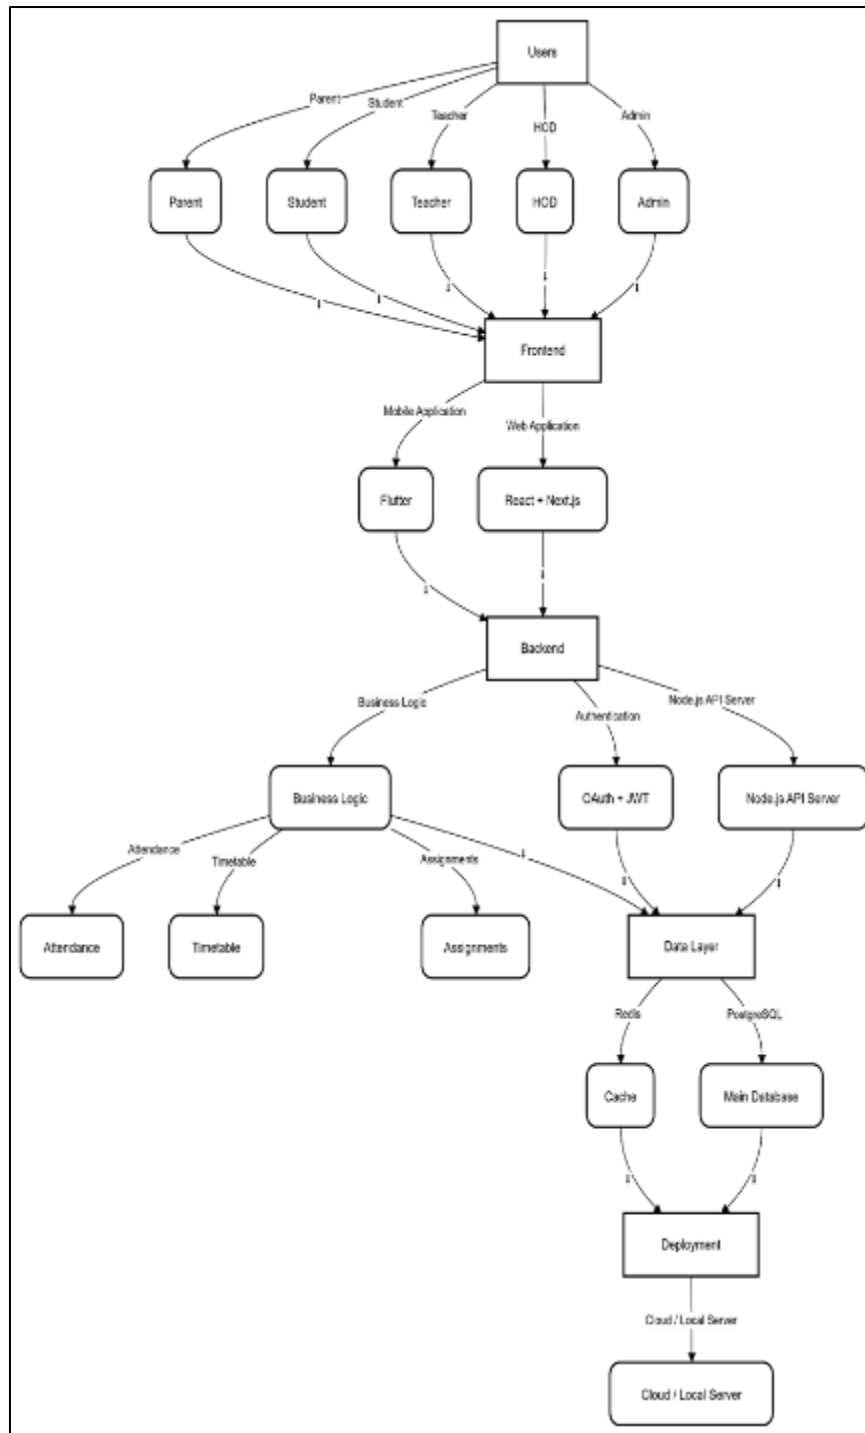 Users
Parent
Student
Teacher
HOD
Admin
Parent
Student
Teacher
HOD
Admin
Frontend
Mobile Application
Web Application
Flutter
React + Next.js
Backend
Business Logic
Authentication
Node.js API Server
Business Logic
OAuth + JWT
Node.js API Server
Attendance
Timetable
Assignments
Attendance
Timetable
Assignments
Data Layer
Redis
PostgreSQL
Cache
Main Database
Deployment
Cloud / Local Server
Cloud / Local Server